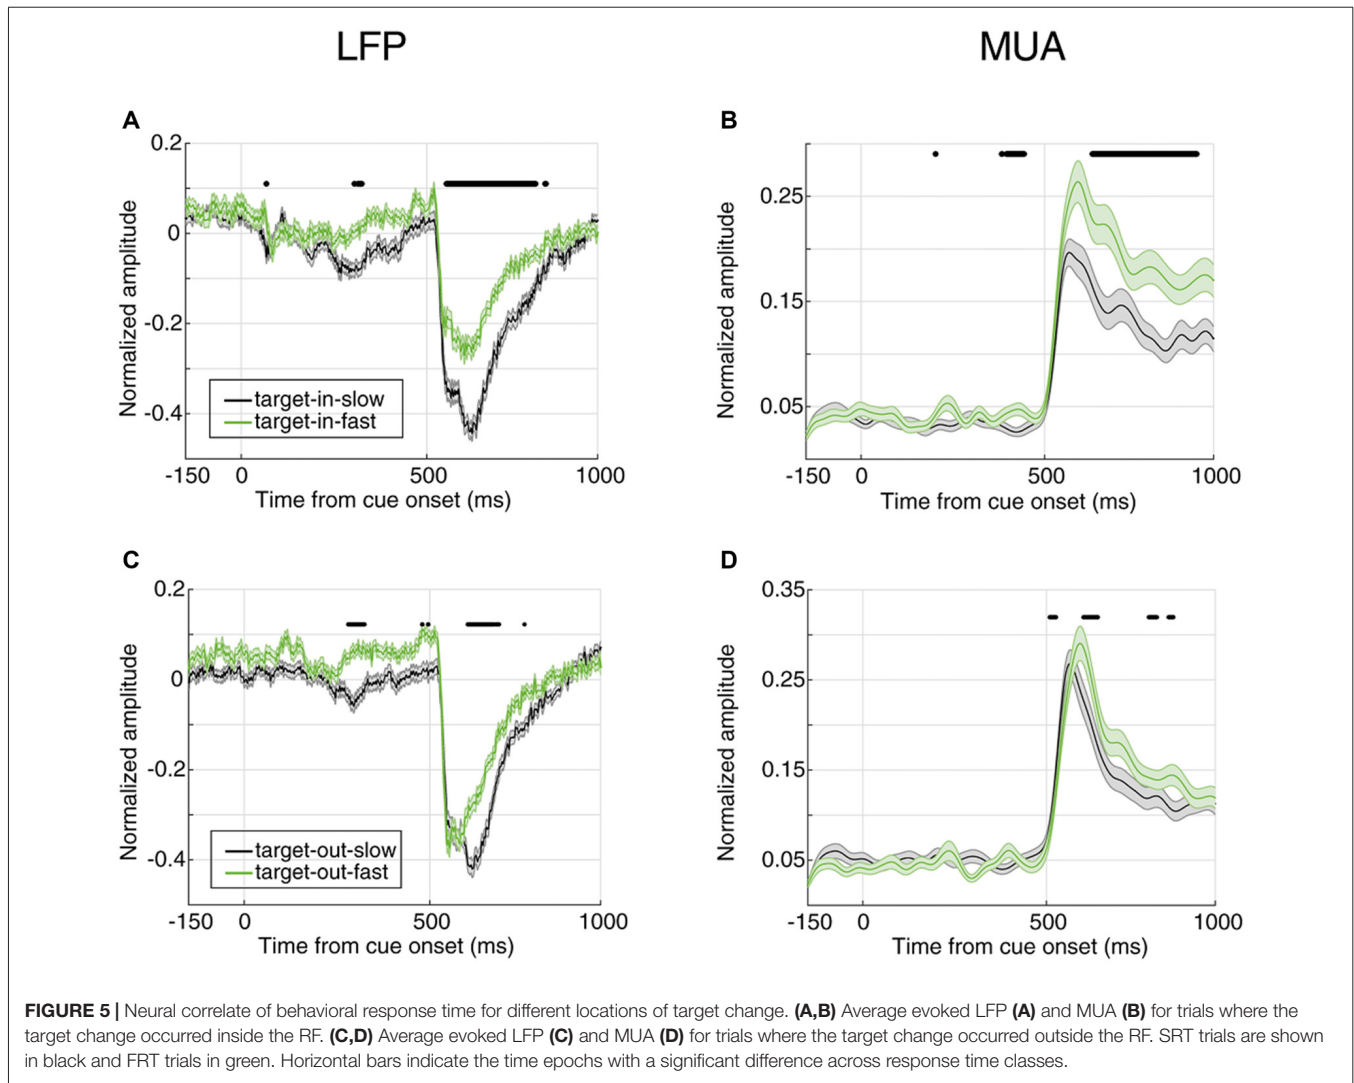 LFP
MUA
A
0.2
0
-0.2
-0.4
Normalized amplitude
target-in-slow
target-in-fast
-150 0 500 1000
Time from cue onset (ms)
B
0.25
0.15
0.05
Normalized amplitude
-150 0 500 1000
Time from cue onset (ms)
C
0.2
0
-0.2
-0.4
Normalized amplitude
target-out-slow
target-out-fast
-150 0 500 1000
Time from cue onset (ms)
D
0.35
0.25
0.15
0.05
Normalized amplitude
-150 0 500 1000
Time from cue onset (ms)
FIGURE 5 | Neural correlate of behavioral response time for different locations of target change. (A,B) Average evoked LFP (A) and MUA (B) for trials where the
target change occurred inside the RF. (C,D) Average evoked LFP (C) and MUA (D) for trials where the target change occurred outside the RF. SRT trials are shown
in black and FRT trials in green. Horizontal bars indicate the time epochs with a significant difference across response time classes.